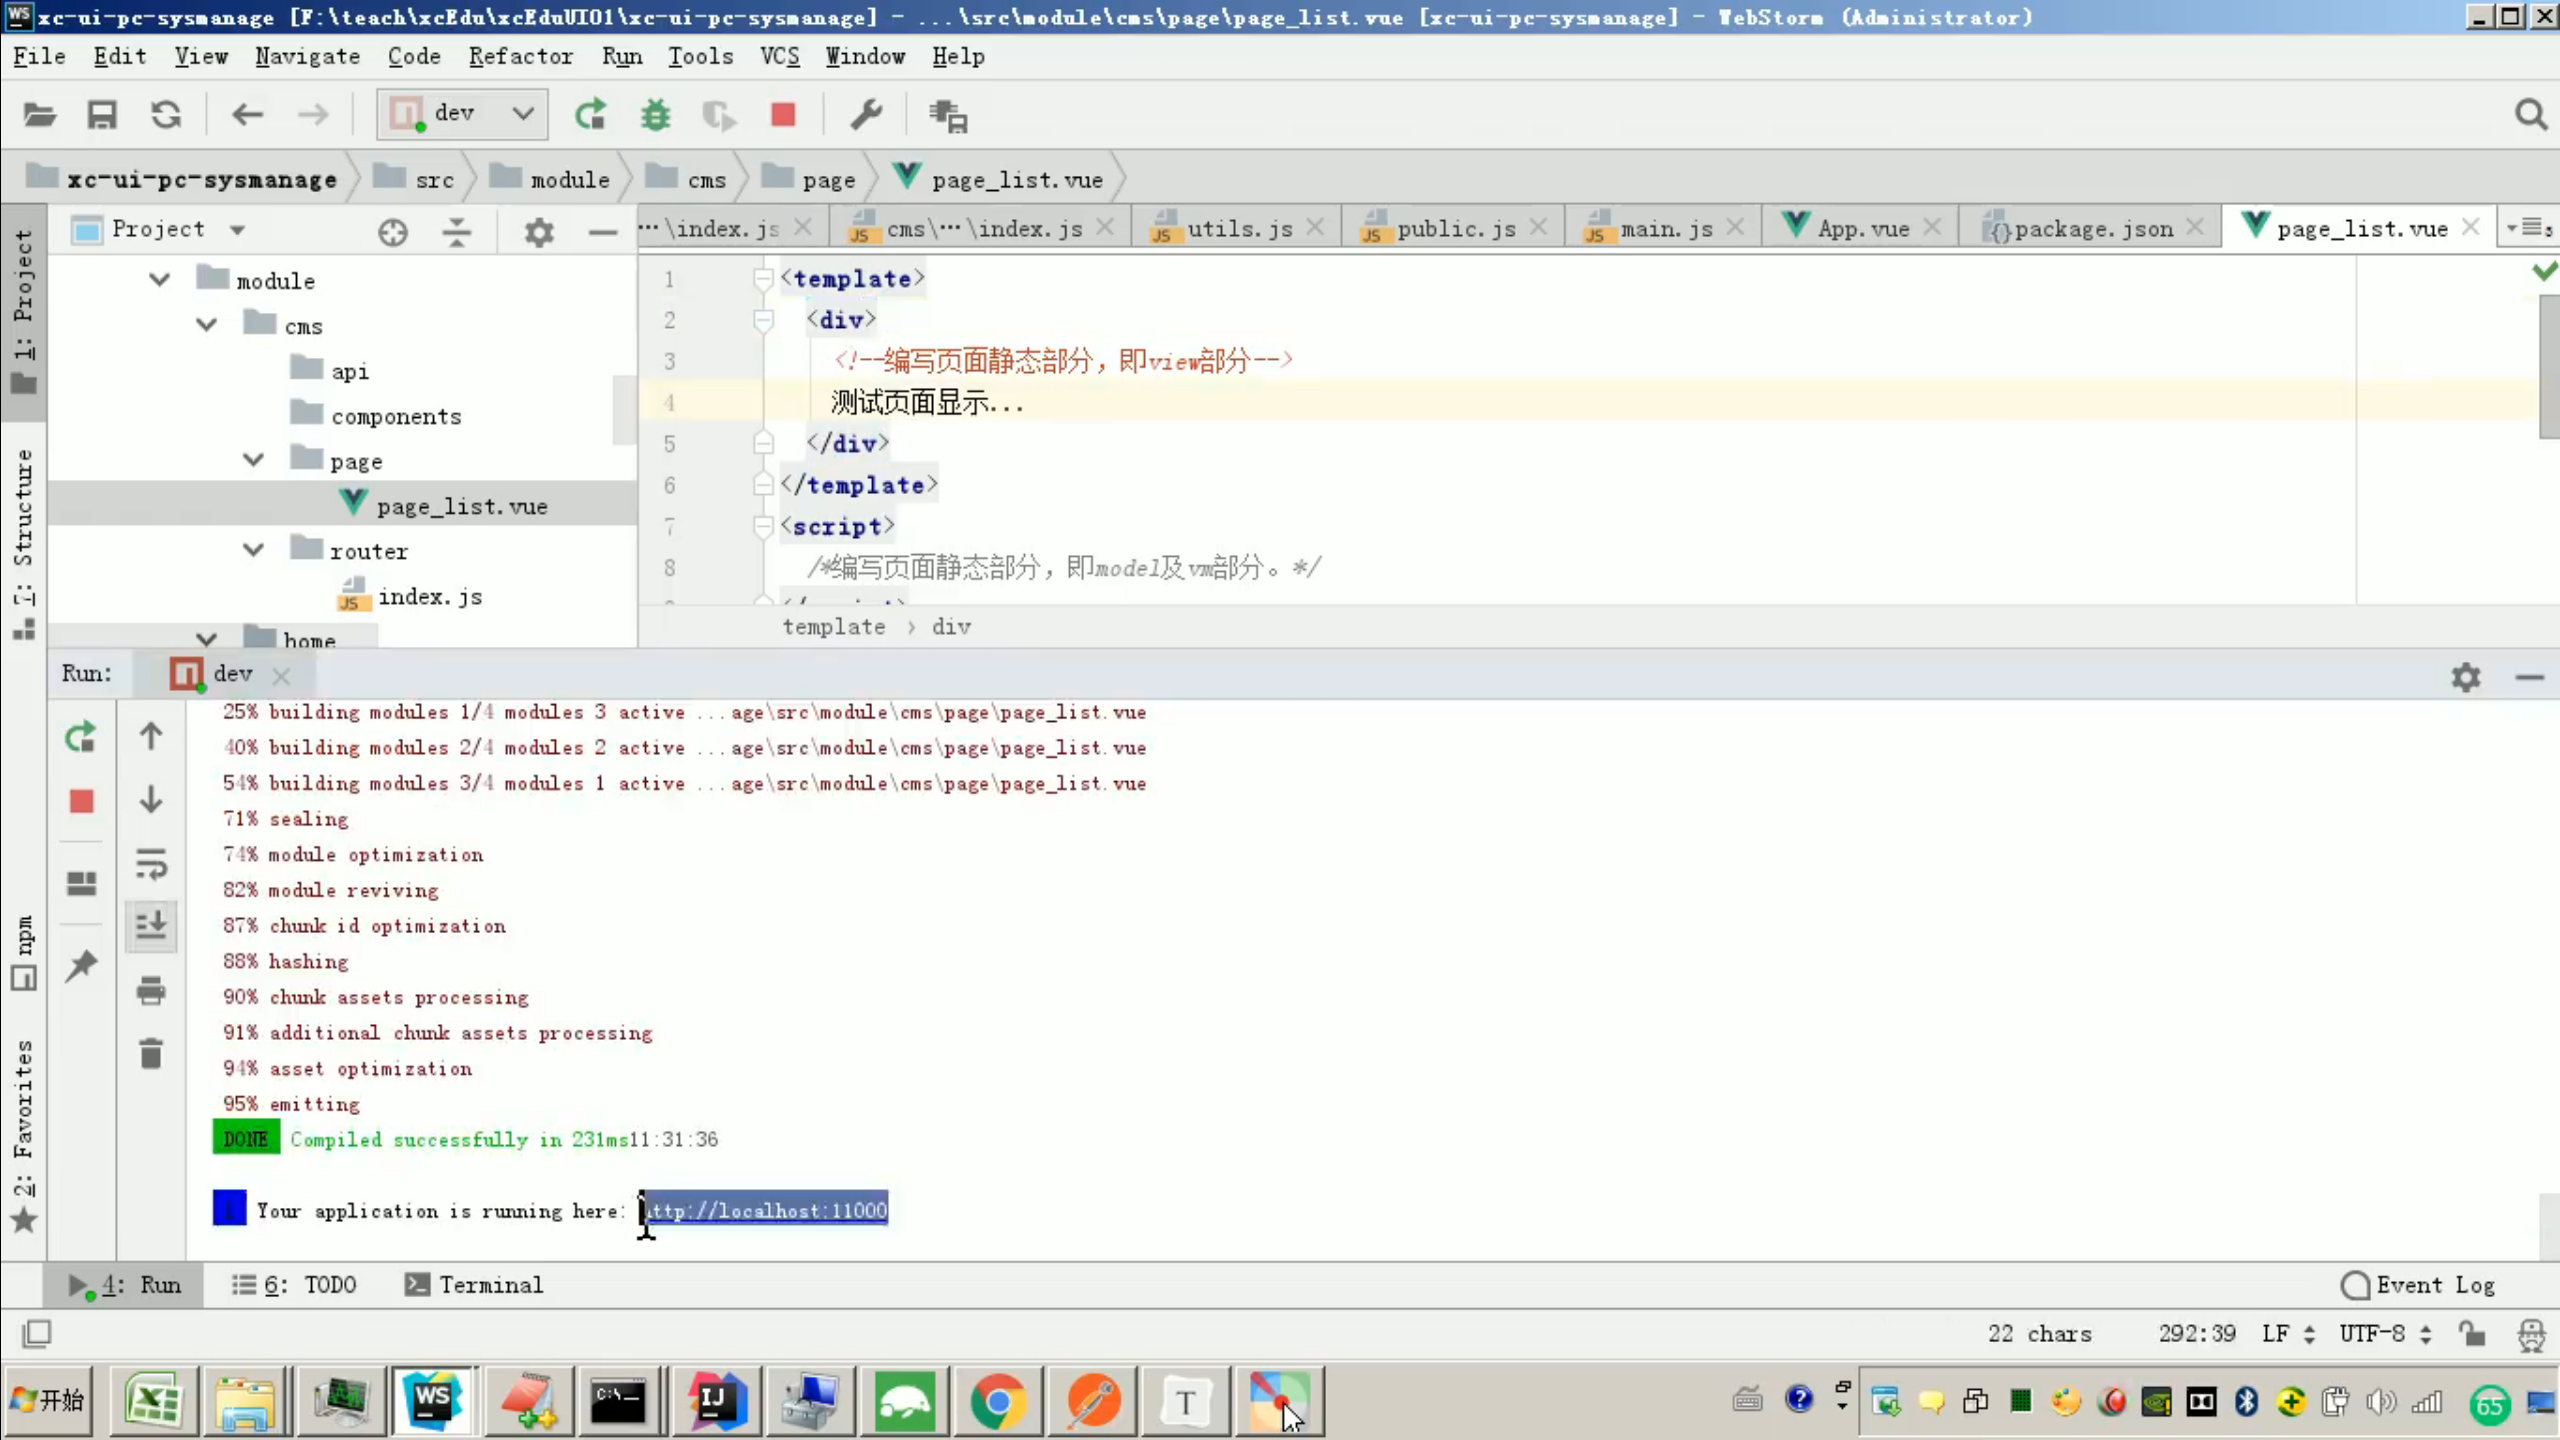 xc-ui-pc-sysmanage [F:\teach\xcEdu\xcEduUI01\xc-ui-pc-sysmanage] - ...\src\module\cms\page\page_list.vue [xc-ui-pc-sysmanage] - WebStorm (Administrator)
File Edit View Navigate Code Refactor Run Tools VCS Window Help
dev
xc-ui-pc-sysmanage src module cms page page_list.vue
1: Project
7: Structure
npm
2: Favorites
Project
...\index.js cms\...\index.js utils.js public.js main.js App.vue package.json page_list.vue
module
cms
api
components
page
page_list.vue
router
index.js
home
1 <template>
2 <div>
3 <!--编写页面静态部分，即view部分-->
4 测试页面显示...
5 </div>
6 </template>
7 <script>
8 /*编写页面静态部分，即model及vm部分。*/
template › div
Run: dev
25% building modules 1/4 modules 3 active ...age\src\module\cms\page\page_list.vue
40% building modules 2/4 modules 2 active ...age\src\module\cms\page\page_list.vue
54% building modules 3/4 modules 1 active ...age\src\module\cms\page\page_list.vue
71% sealing
74% module optimization
82% module reviving
87% chunk id optimization
88% hashing
90% chunk assets processing
91% additional chunk assets processing
94% asset optimization
95% emitting
DONE Compiled successfully in 231ms11:31:36
Your application is running here: http://localhost:11000
4: Run 6: TODO Terminal Event Log
22 chars 292:39 LF UTF-8
开始
65